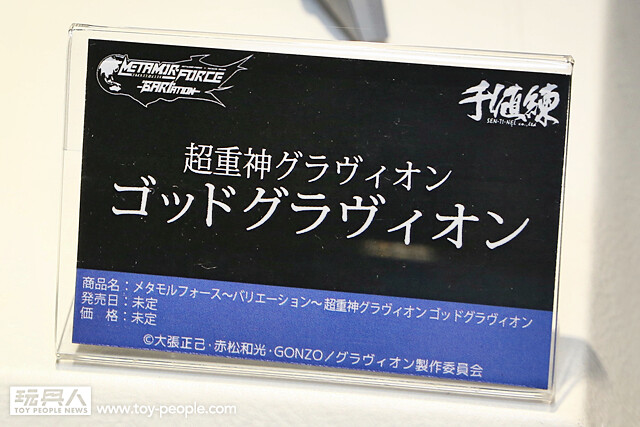 METAMOR-FORCE
-BARIATION-
千値練
SEN-TI-NEL co.,ltd
超重神グラヴィオン
ゴッドグラヴィオン
商品名：メタモルフォース～バリエーション～ 超重神グラヴィオン ゴッドグラヴィオン
発売日：未定
価　格：未定
©大張正己・赤松和光・GONZO／グラヴィオン製作委員会
玩具人
TOY PEOPLE NEWS
www.toy-people.com